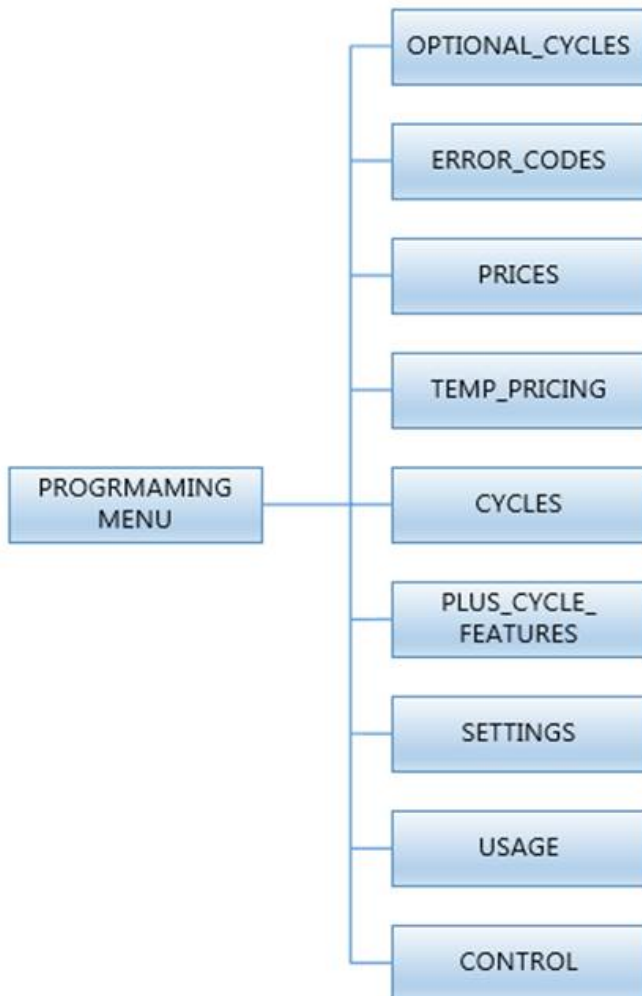 OPTIONAL_CYCLES
ERROR_CODES
PRICES
TEMP_PRICING
PROGRMAMING
MENU
CYCLES
PLUS_CYCLE_
FEATURES
SETTINGS
USAGE
CONTROL